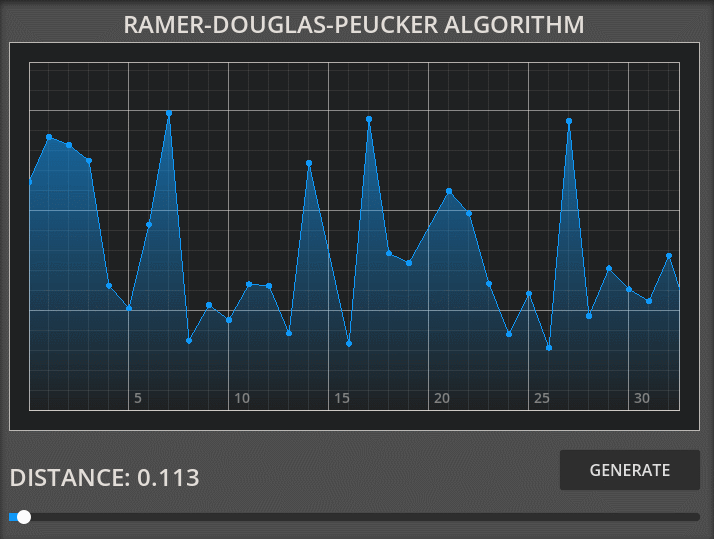 RAMER-DOUGLAS-PEUCKER ALGORITHM
5 10 15 20 25 30
DISTANCE: 0.113
GENERATE